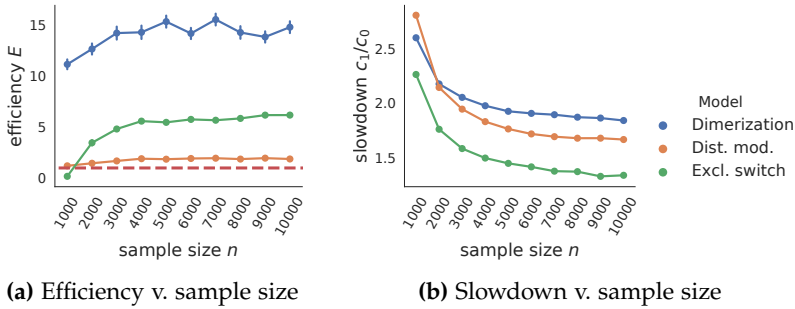 efficiency E
15
10
5
0
1000
2000
3000
4000
5000
6000
7000
8000
9000
10000
sample size n
(a) Efficiency v. sample size
slowdown c₁/c₀
2.5
2.0
1.5
1000
2000
3000
4000
5000
6000
7000
8000
9000
10000
sample size n
(b) Slowdown v. sample size
Model
Dimerization
Dist. mod.
Excl. switch